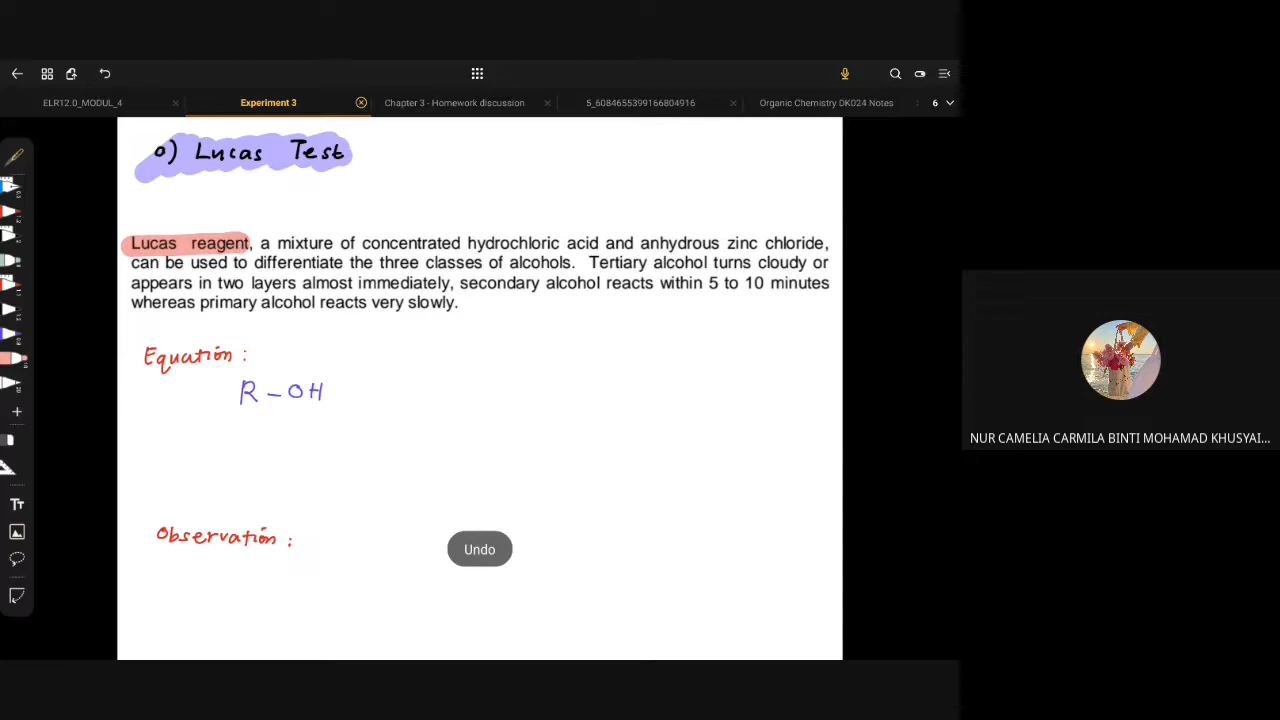 ELR12.0_MODUL_4
Experiment 3
Chapter 3 - Homework discussion
5_6084655399166804916
Organic Chemistry DK024 Notes
6
o) Lucas Test
Lucas reagent, a mixture of concentrated hydrochloric acid and anhydrous zinc chloride,
can be used to differentiate the three classes of alcohols. Tertiary alcohol turns cloudy or
appears in two layers almost immediately, secondary alcohol reacts within 5 to 10 minutes
whereas primary alcohol reacts very slowly.
Equation :
R - OH
Observation :
Undo
Tт
NUR CAMELIA CARMILA BINTI MOHAMAD KHUSYAI...